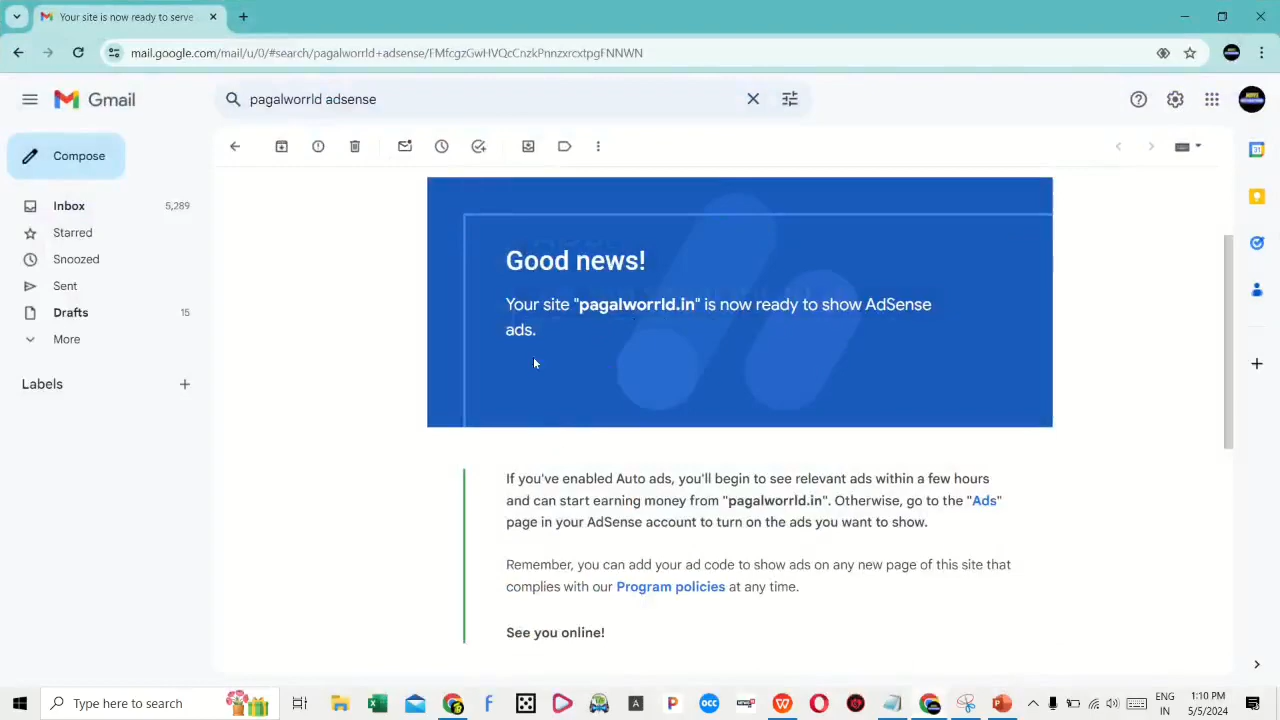 Your site is now ready to serve
mail.google.com/mail/u/0/#search/pagalworrld+adsense/FMfcgzGwHVQcCnzkPnnzxrcxtpgFNNWN
Gmail
pagalworrld adsense
Compose
Inbox 5,289
Starred
Snoozed
Sent
Drafts 15
More
Labels
Good news!
Your site "pagalworrld.in" is now ready to show AdSense
ads.
If you've enabled Auto ads, you'll begin to see relevant ads within a few hours
and can start earning money from "pagalworrld.in". Otherwise, go to the "Ads"
page in your AdSense account to turn on the ads you want to show.
Remember, you can add your ad code to show ads on any new page of this site that
complies with our Program policies at any time.
See you online!
Type here to search
ENG
IN
1:10 PM
5/5/2024